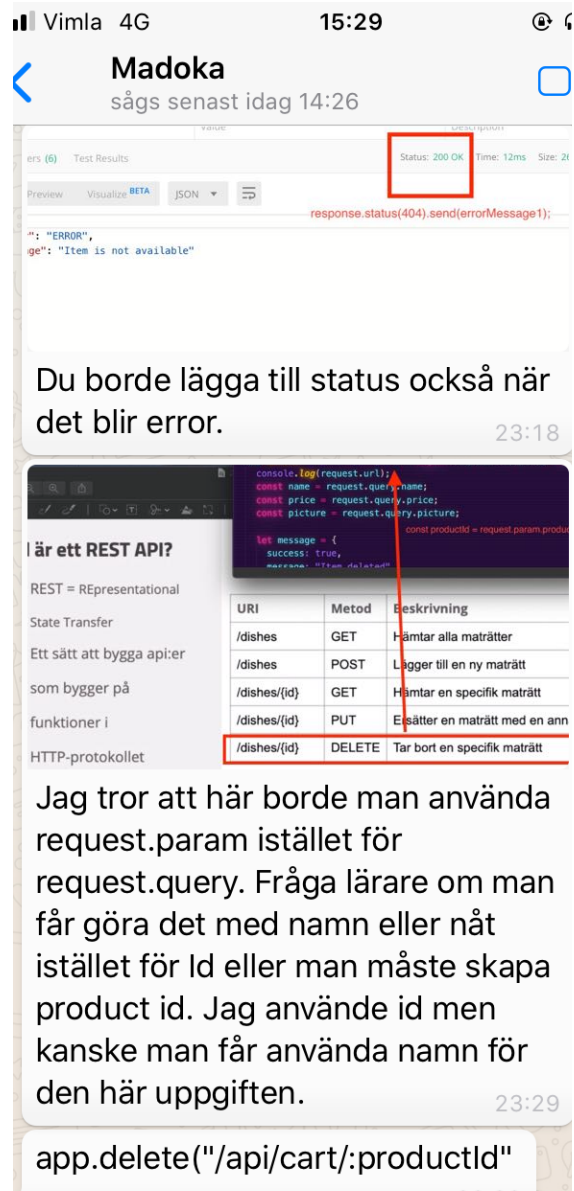 Vimla 4G 15:29
Madoka
sågs senast idag 14:26
ers (6) Test Results Status: 200 OK Time: 12ms Size:
Preview Visualize BETA JSON
response.status(404).send(errorMessage1);
": "ERROR",
ge": "Item is not available"
Du borde lägga till status också när
det blir error.
23:18
console.log(request.url);
const name = request.query.name;
const price = request.query.price;
const picture = request.query.picture;
const productId = request.param.produc
let message = {
success: true,
message: "Item deleted"
är ett REST API?
REST = REpresentational
State Transfer
Ett sätt att bygga api:er
som bygger på
funktioner i
HTTP-protokollet
URI Metod Beskrivning
/dishes GET Hämtar alla maträtter
/dishes POST Lägger till en ny maträtt
/dishes/{id} GET Hämtar en specifik maträtt
/dishes/{id} PUT Ersätter en maträtt med en ann
/dishes/{id} DELETE Tar bort en specifik maträtt
Jag tror att här borde man använda
request.param istället för
request.query. Fråga lärare om man
får göra det med namn eller nåt
istället för Id eller man måste skapa
product id. Jag använde id men
kanske man får använda namn för
den här uppgiften.
23:29
app.delete("/api/cart/:productId"